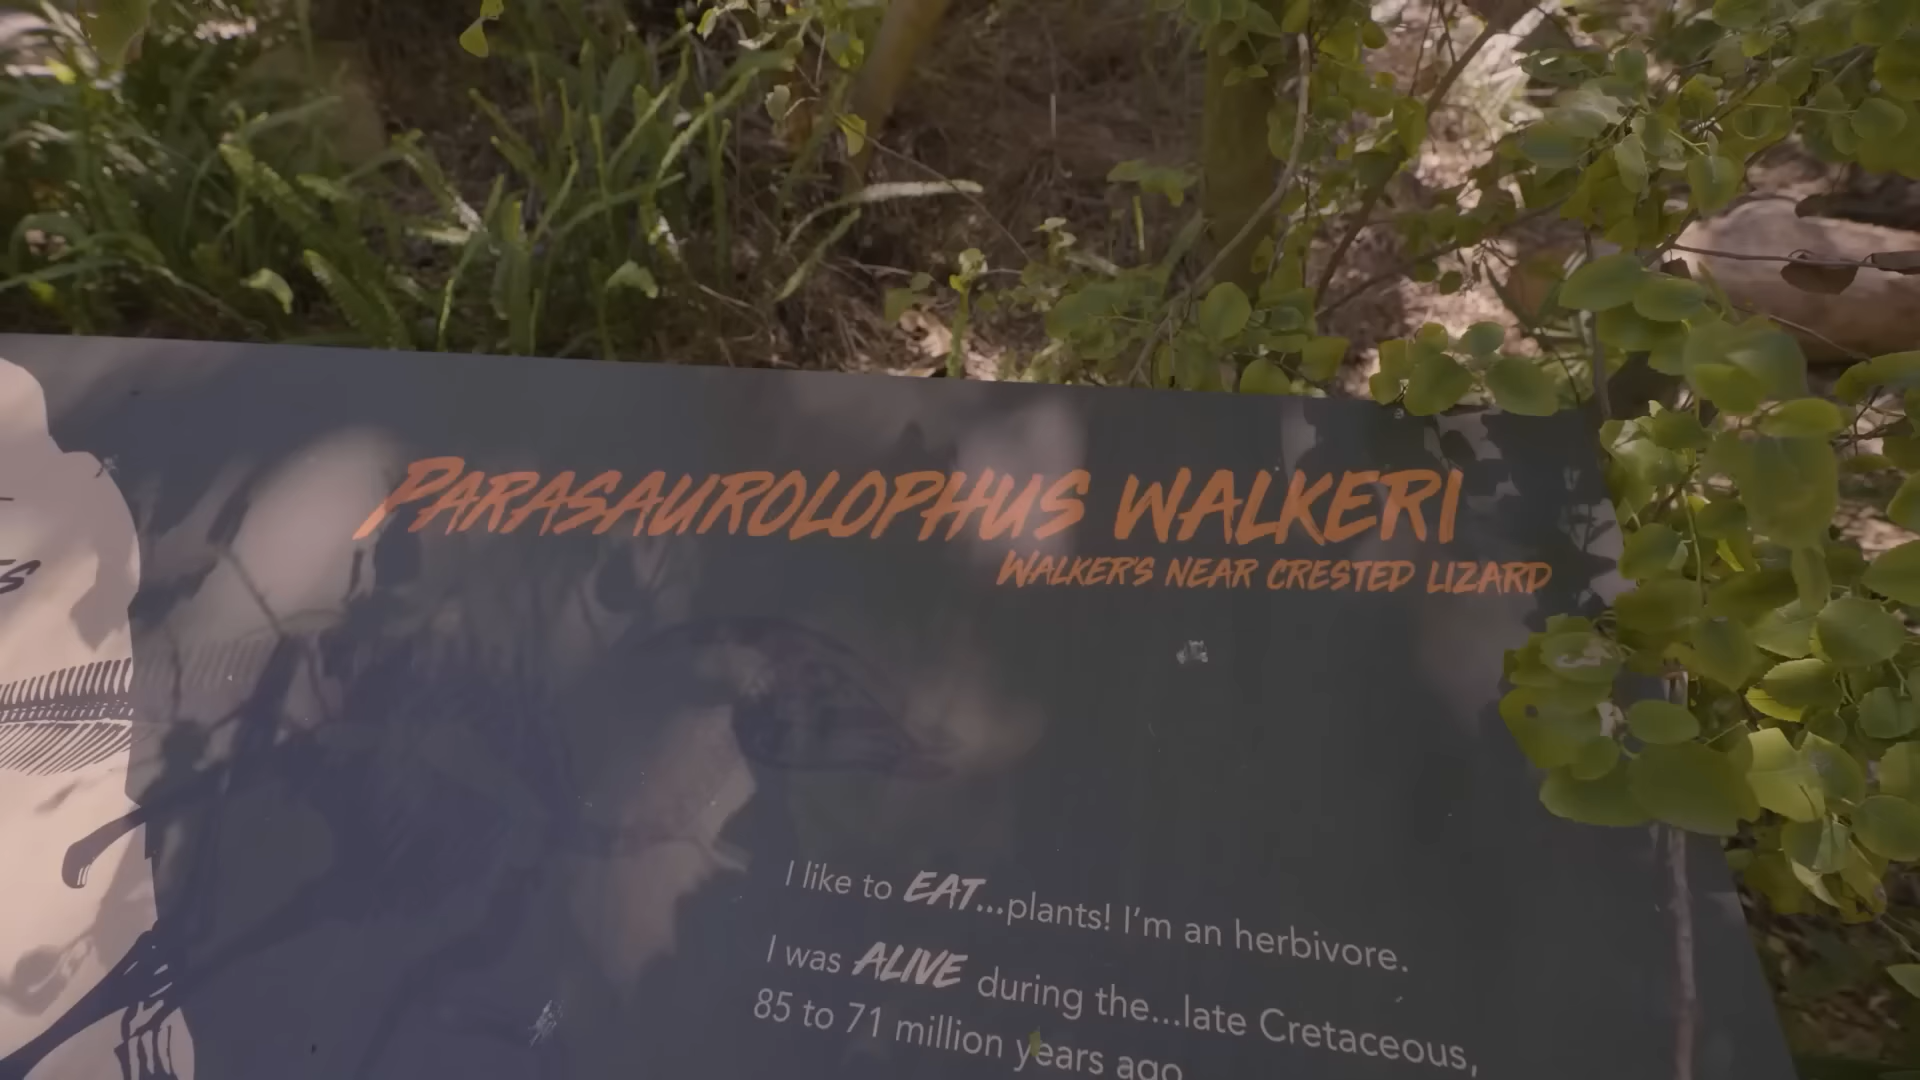 PARASAUROLOPHUS WALKERI
WALKER'S NEAR CRESTED LIZARD
I like to EAT...plants! I'm an herbivore.
I was ALIVE during the...late Cretaceous,
85 to 71 million years ago